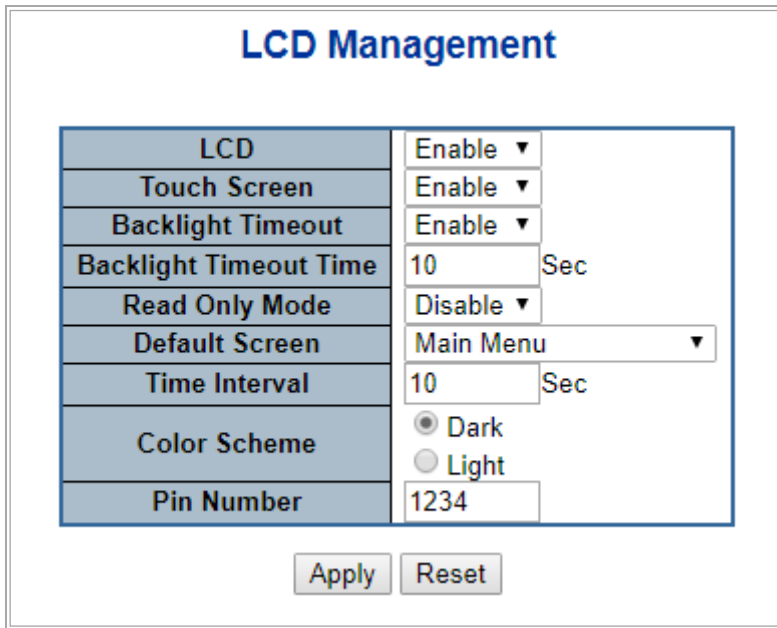 LCD Management
LCD Enable
Touch Screen Enable
Backlight Timeout Enable
Backlight Timeout Time 10 Sec
Read Only Mode Disable
Default Screen Main Menu
Time Interval 10 Sec
Color Scheme Dark
Light
Pin Number 1234
Apply Reset